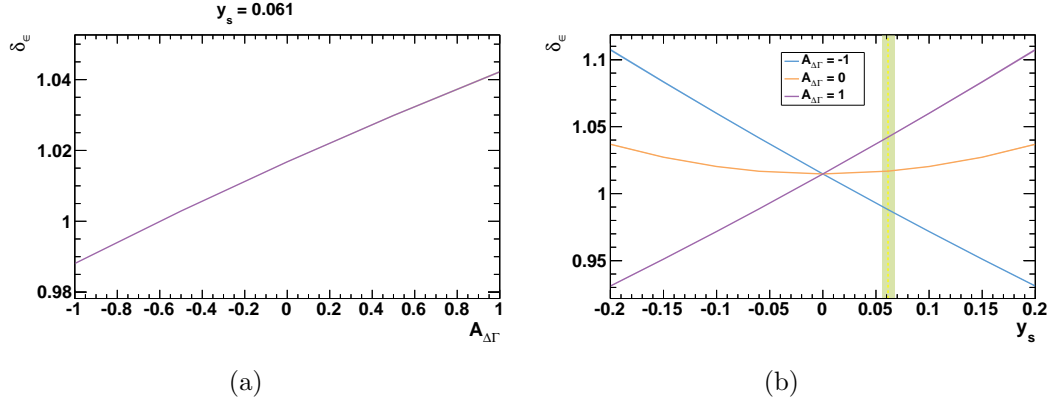 y_s = 0.061
δ_ϵ
1.04
1.02
1
0.98
-1 -0.8 -0.6 -0.4 -0.2 0 0.2 0.4 0.6 0.8 1
A_ΔΓ
(a)
δ_ϵ
1.1
1.05
1
0.95
A_ΔΓ = -1
A_ΔΓ = 0
A_ΔΓ = 1
-0.2 -0.15 -0.1 -0.05 0 0.05 0.1 0.15 0.2
y_s
(b)